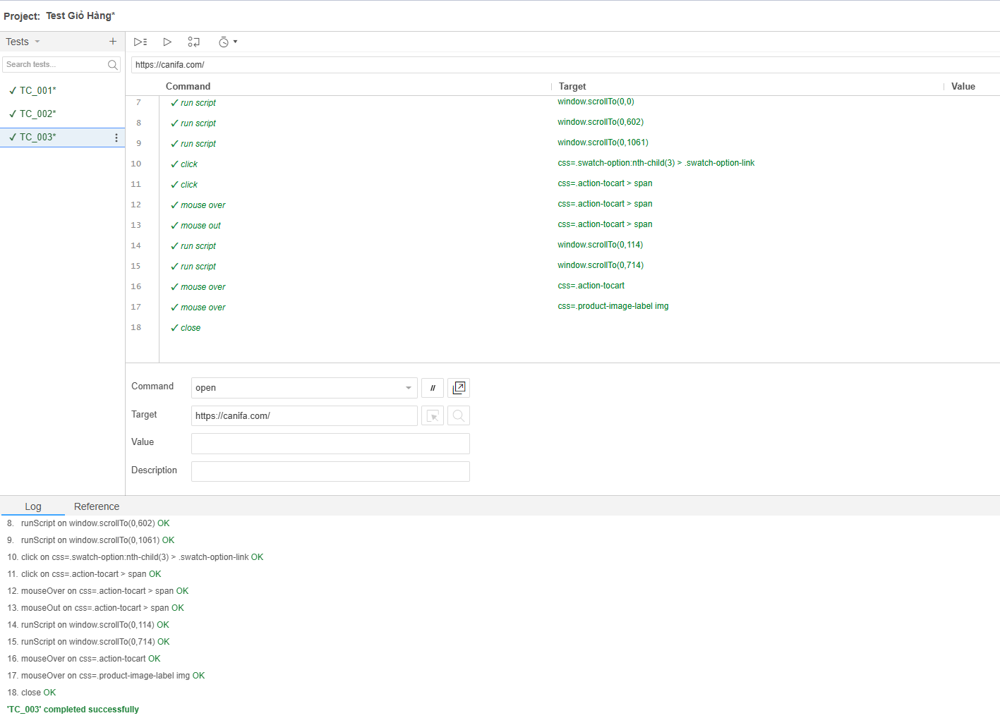 Project: Test Giỏ Hàng*
Tests
Search tests...
TC_001*
TC_002*
TC_003*
https://canifa.com/
Command Target Value
7 run script window.scrollTo(0,0)
8 run script window.scrollTo(0,602)
9 run script window.scrollTo(0,1061)
10 click css=.swatch-option:nth-child(3) > .swatch-option-link
11 click css=.action-tocart > span
12 mouse over css=.action-tocart > span
13 mouse out css=.action-tocart > span
14 run script window.scrollTo(0,114)
15 run script window.scrollTo(0,714)
16 mouse over css=.action-tocart
17 mouse over css=.product-image-label img
18 close
Command open //
Target https://canifa.com/
Value
Description
Log Reference
8. runScript on window.scrollTo(0,602) OK
9. runScript on window.scrollTo(0,1061) OK
10. click on css=.swatch-option:nth-child(3) > .swatch-option-link OK
11. click on css=.action-tocart > span OK
12. mouseOver on css=.action-tocart > span OK
13. mouseOut on css=.action-tocart > span OK
14. runScript on window.scrollTo(0,114) OK
15. runScript on window.scrollTo(0,714) OK
16. mouseOver on css=.action-tocart OK
17. mouseOver on css=.product-image-label img OK
18. close OK
'TC_003' completed successfully